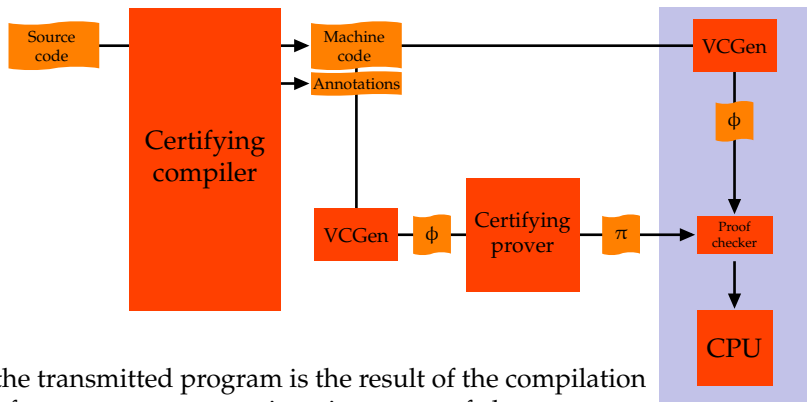 Source
code
Certifying
compiler
Machine
code
Annotations
VCGen
ϕ
Certifying
prover
π
VCGen
ϕ
Proof
checker
CPU
the transmitted program is the result of the compilation